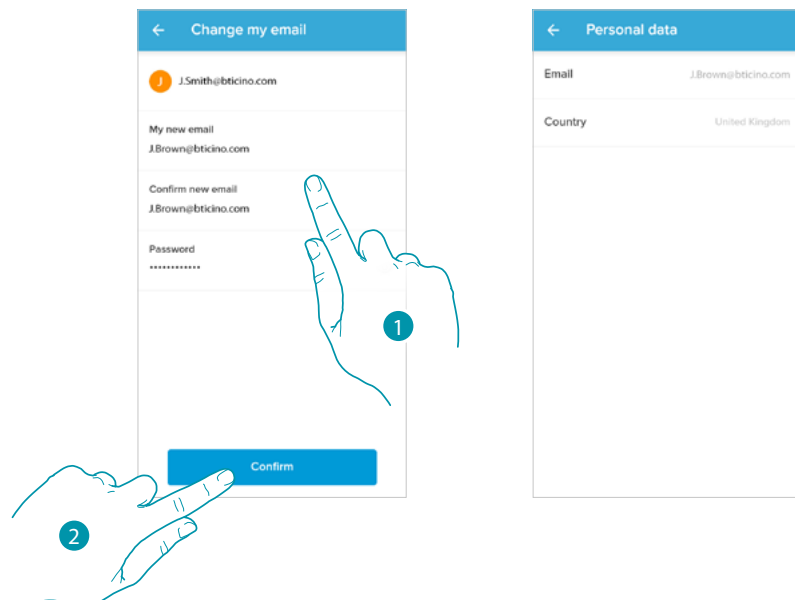 Change my email
J
J.Smith@bticino.com
My new email
J.Brown@bticino.com
Confirm new email
J.Brown@bticino.com
Password
************
1
Confirm
2
Personal data
Email J.Brown@bticino.com
Country United Kingdom